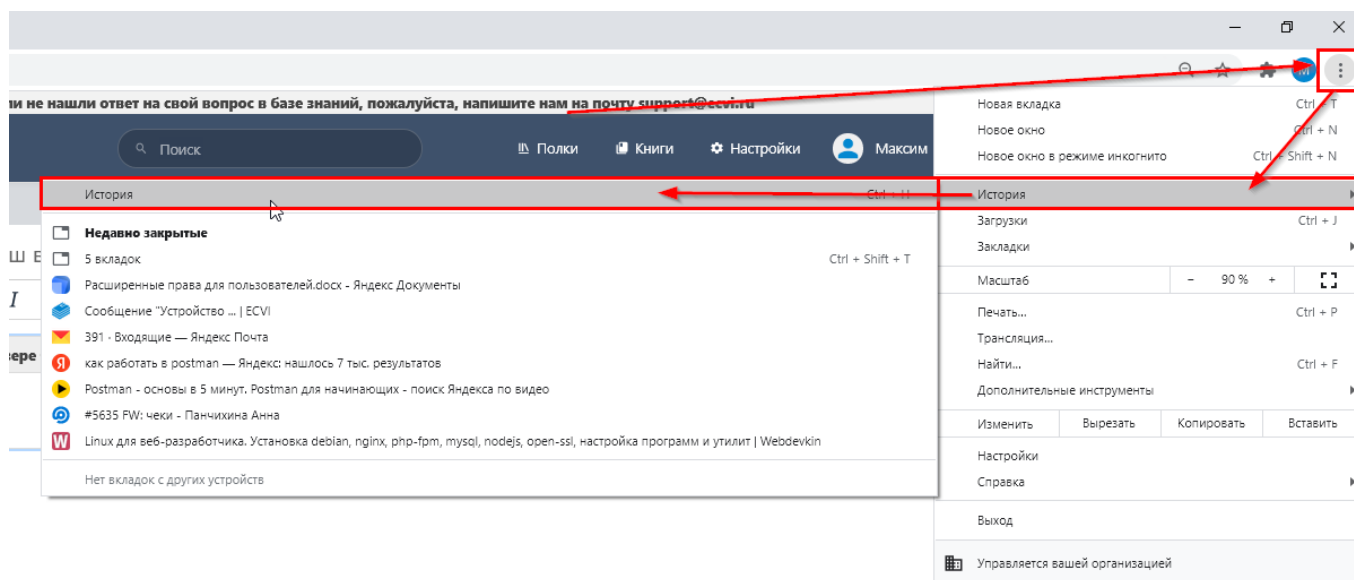 ли не нашли ответ на свой вопрос в базе знаний, пожалуйста, напишите нам на почту support@ecvi.ru
Поиск
Полки
Книги
Настройки
Максим
История Ctrl + H
Недавно закрытые
5 вкладок Ctrl + Shift + T
Расширенные права для пользователей.docx - Яндекс Документы
Сообщение "Устройство ... | ECVI
391 · Входящие — Яндекс Почта
как работать в postman — Яндекс: нашлось 7 тыс. результатов
Postman - основы в 5 минут. Postman для начинающих - поиск Яндекса по видео
#5635 FW: чеки - Панчихина Анна
Linux для веб-разработчика. Установка debian, nginx, php-fpm, mysql, nodejs, open-ssl, настройка программ и утилит | Webdevkin
Нет вкладок с других устройств
Ш Е
I
ере
М
Новая вкладка Ctrl + T
Новое окно Ctrl + N
Новое окно в режиме инкогнито Ctrl + Shift + N
История
Загрузки Ctrl + J
Закладки
Масштаб - 90 % +
Печать... Ctrl + P
Трансляция...
Найти... Ctrl + F
Дополнительные инструменты
Изменить Вырезать Копировать Вставить
Настройки
Справка
Выход
Управляется вашей организацией